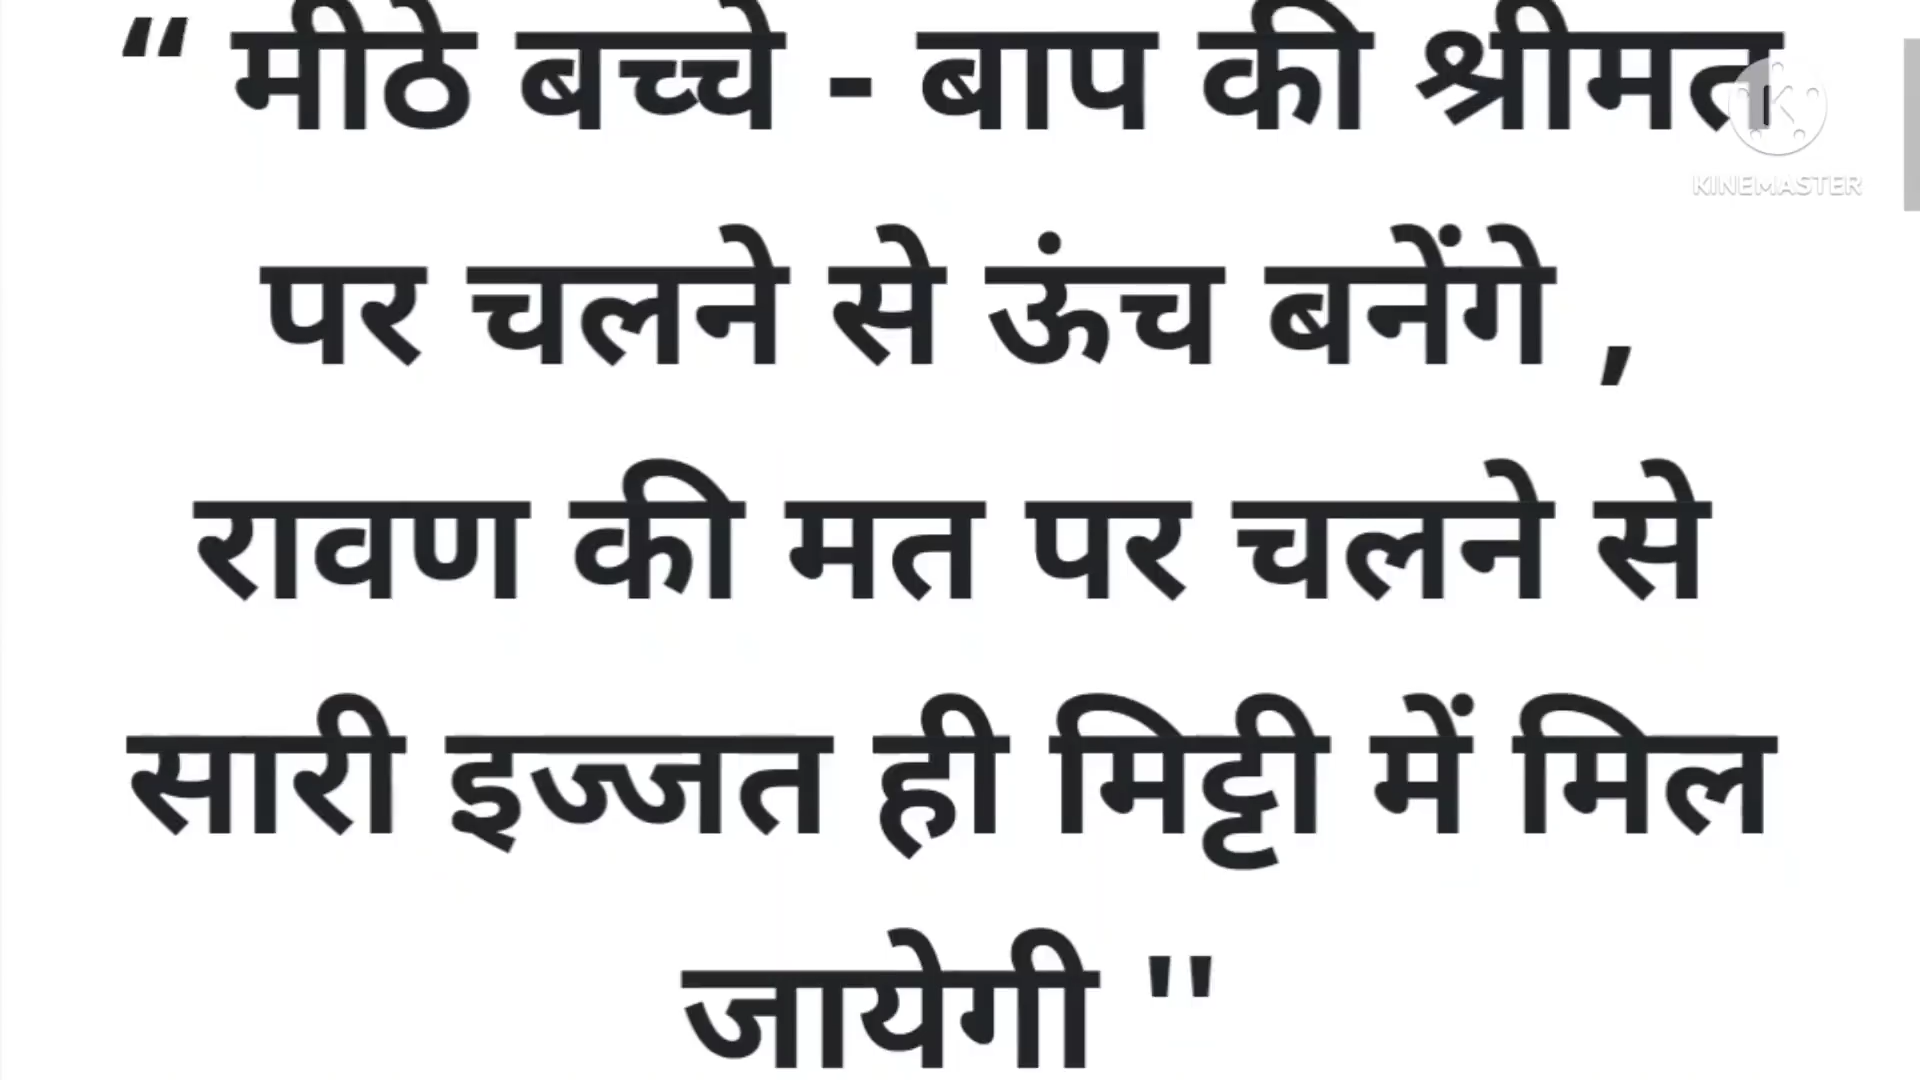 “ मीठे बच्चे - बाप की श्रीमत
KINEMASTER
पर चलने से ऊंच बनेंगे ,
रावण की मत पर चलने से
सारी इज्जत ही मिट्टी में मिल
जायेगी "